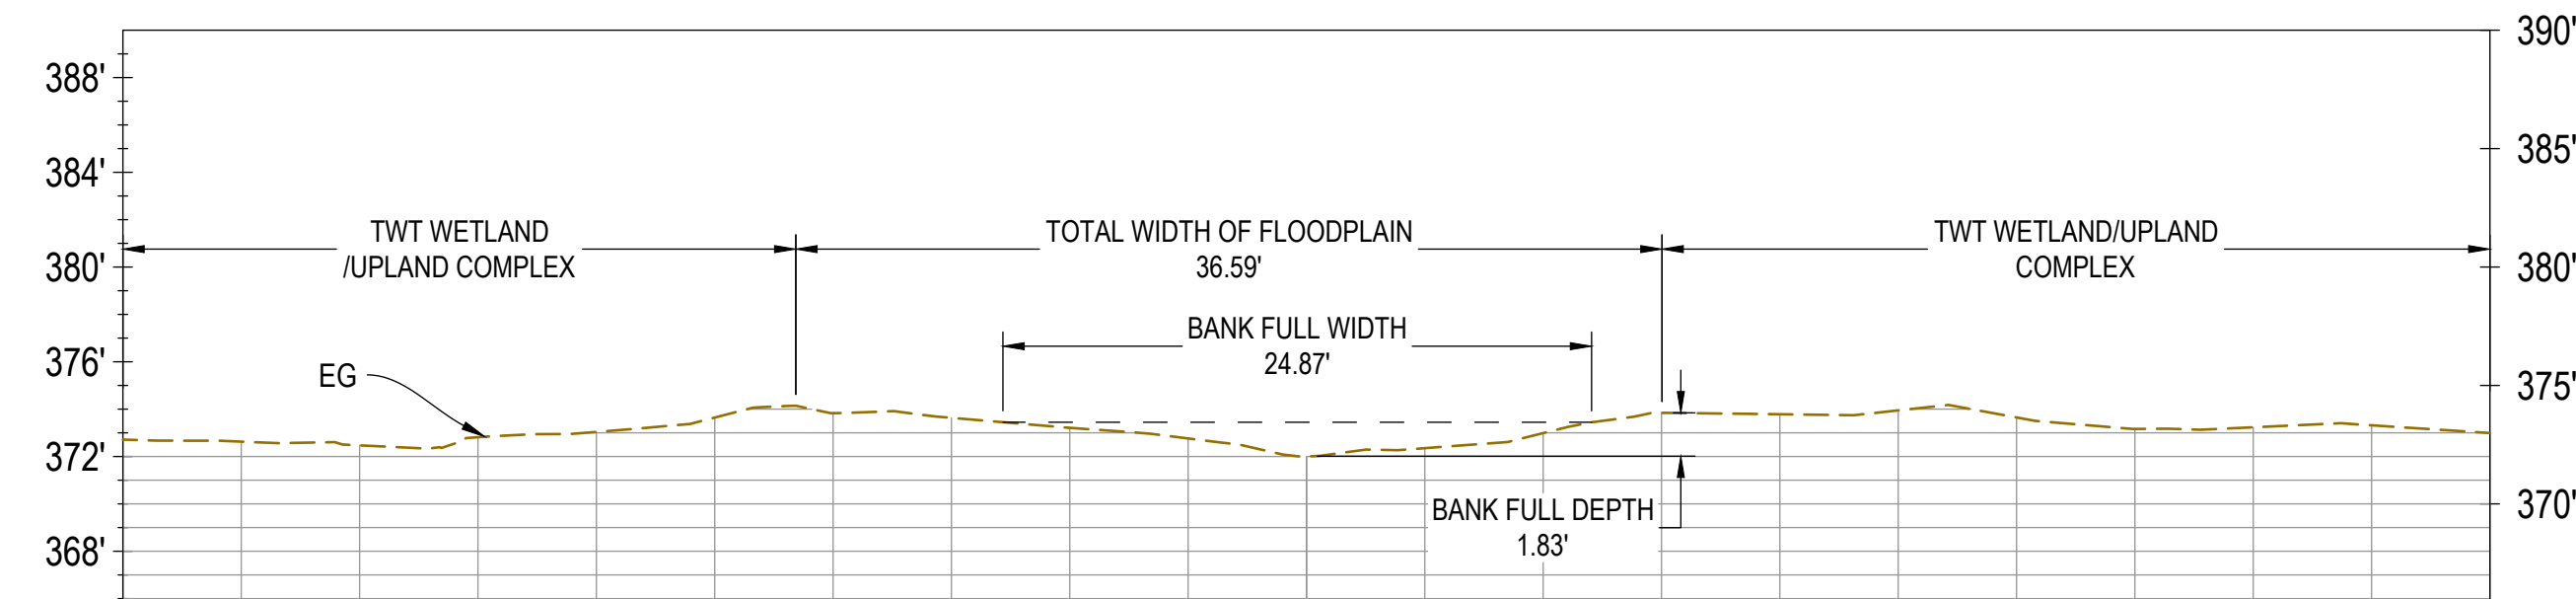 390'
388'
385'
384'
TWT WETLAND
/UPLAND COMPLEX
TOTAL WIDTH OF FLOODPLAIN
36.59'
TWT WETLAND/UPLAND
COMPLEX
380'
380'
BANK FULL WIDTH
24.87'
376'
EG
375'
372'
370'
BANK FULL DEPTH
1.83'
368'